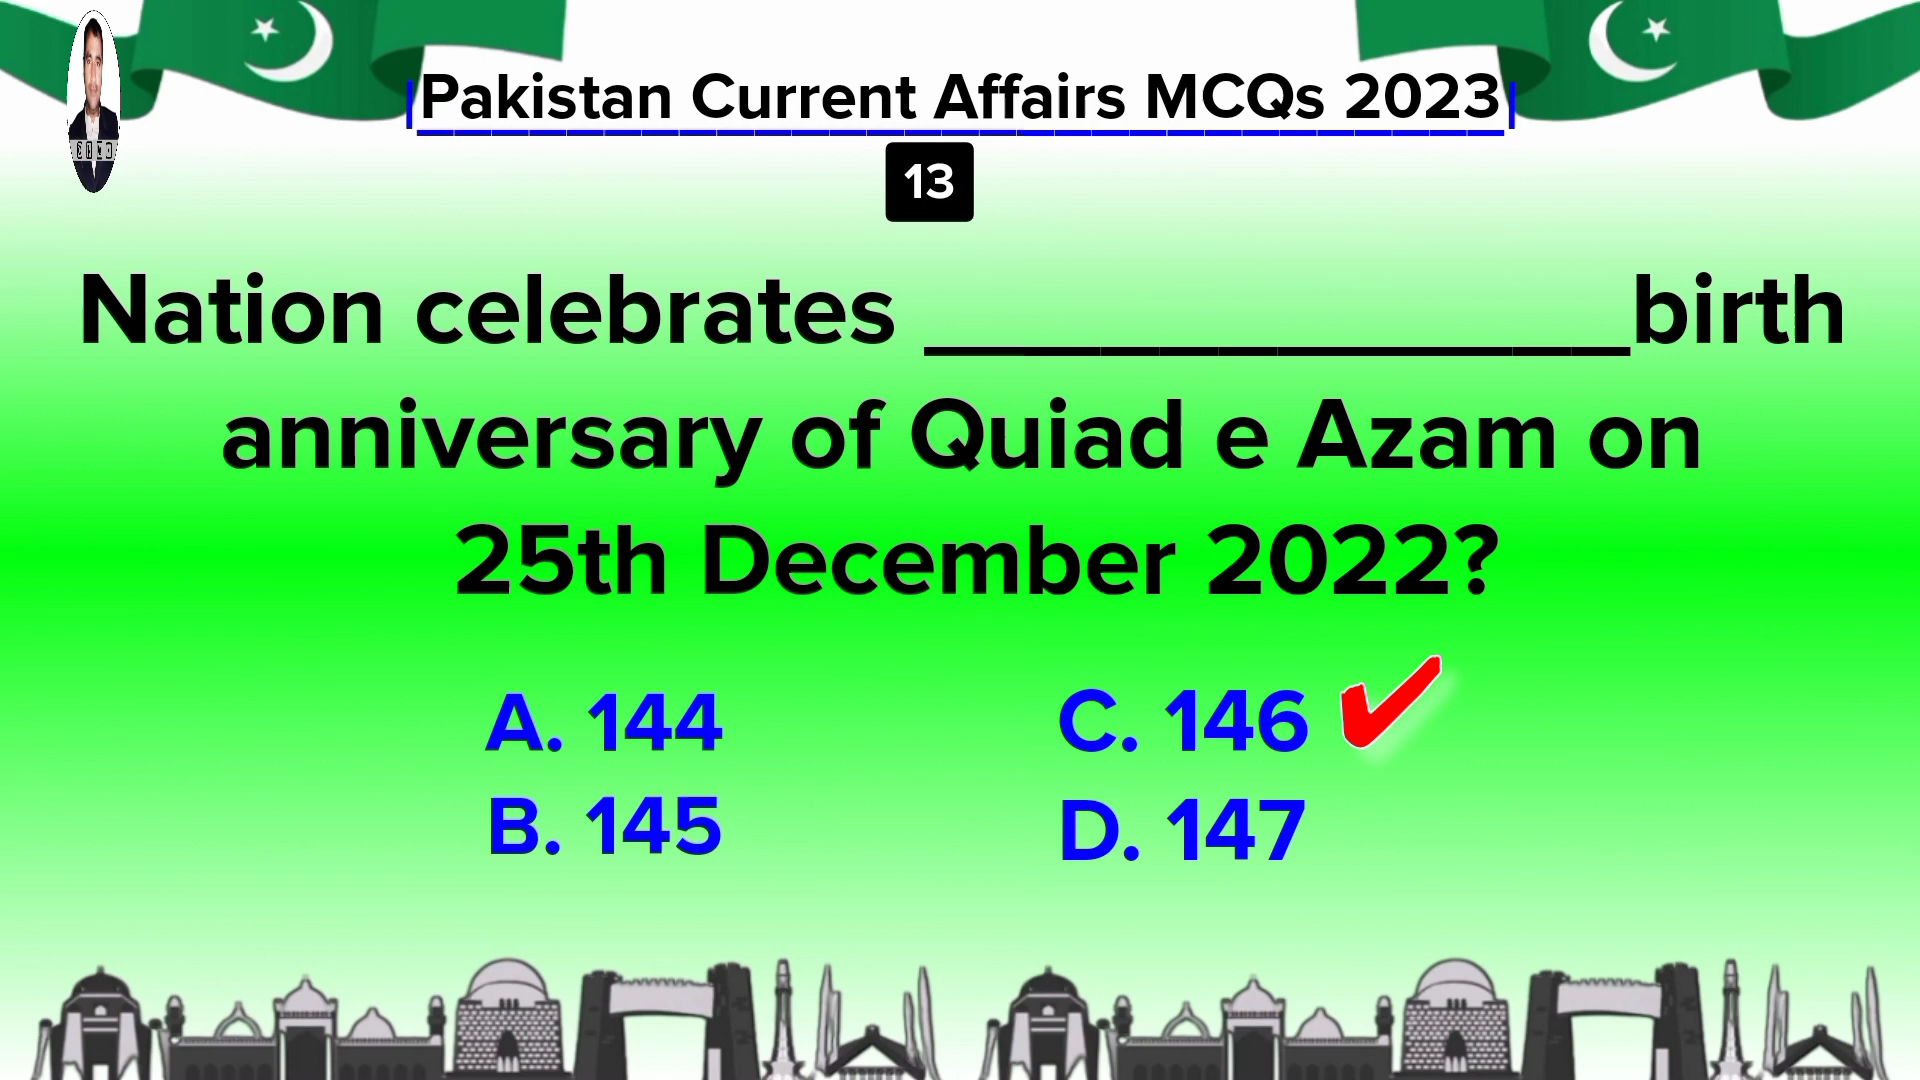 |Pakistan Current Affairs MCQs 2023|
13
Nation celebrates ____________birth
anniversary of Quiad e Azam on
25th December 2022?
A. 144
C. 146
B. 145
D. 147